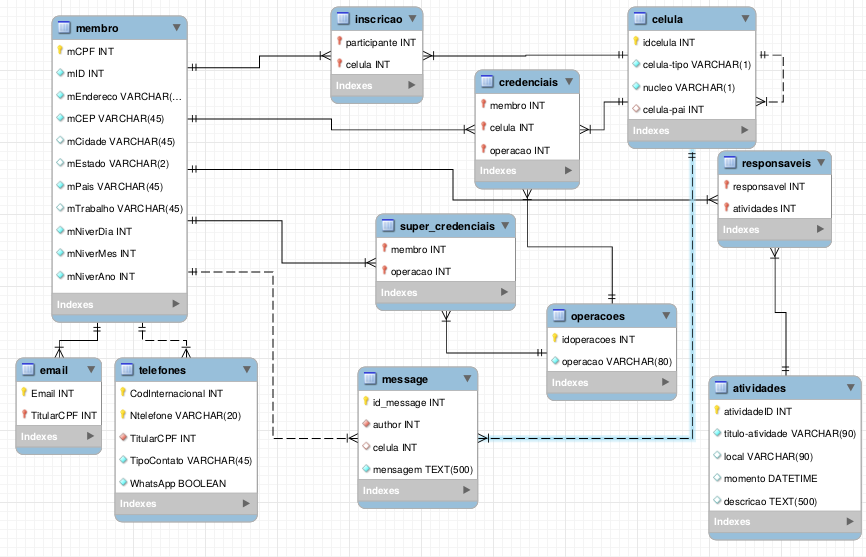 membro
mCPF INT
mID INT
mEndereco VARCHAR(...
mCEP VARCHAR(45)
mCidade VARCHAR(45)
mEstado VARCHAR(2)
mPais VARCHAR(45)
mTrabalho VARCHAR(45)
mNiverDia INT
mNiverMes INT
mNiverAno INT
Indexes
inscricao
participante INT
celula INT
Indexes
celula
idcelula INT
celula-tipo VARCHAR(1)
nucleo VARCHAR(1)
celula-pai INT
Indexes
credenciais
membro INT
celula INT
operacao INT
Indexes
responsaveis
responsavel INT
atividades INT
Indexes
super_credenciais
membro INT
operacao INT
Indexes
operacoes
idoperacoes INT
operacao VARCHAR(80)
Indexes
email
Email INT
TitularCPF INT
Indexes
telefones
CodInternacional INT
Ntelefone VARCHAR(20)
TitularCPF INT
TipoContato VARCHAR(45)
WhatsApp BOOLEAN
Indexes
message
id_message INT
author INT
celula INT
mensagem TEXT(500)
Indexes
atividades
atividadeID INT
titulo-atividade VARCHAR(90)
local VARCHAR(90)
momento DATETIME
descricao TEXT(500)
Indexes